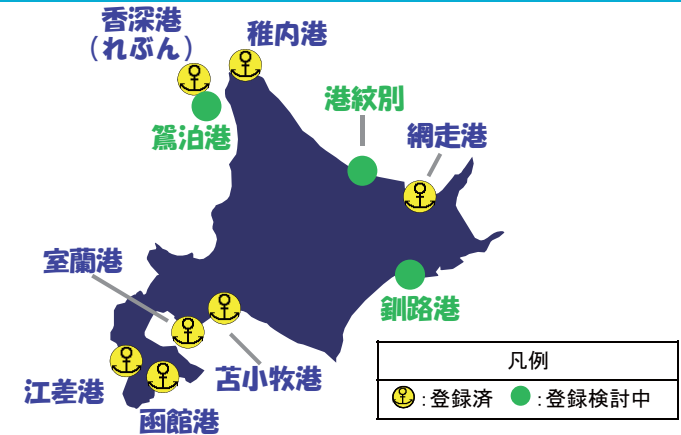 香深港
（れぶん）
稚内港
港紋別
鴛泊港
網走港
室蘭港
釧路港
苫小牧港
江差港
函館港
凡例
:登録済
:登録検討中